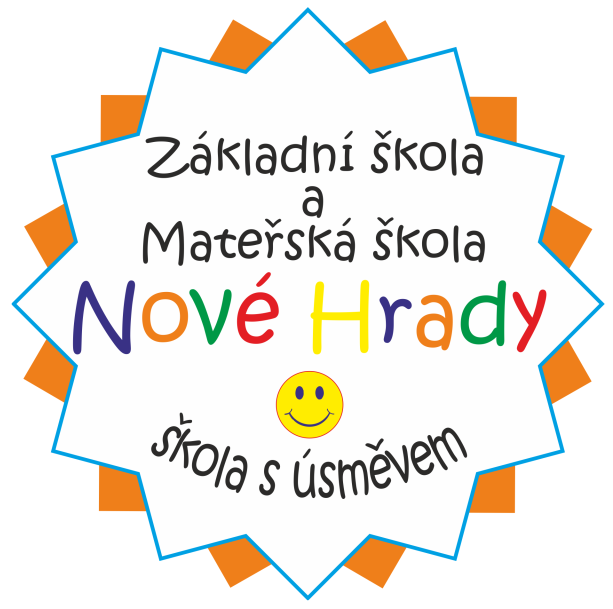 Základní škola
a
Mateřská škola
Nové Hrady
škola s úsměvem